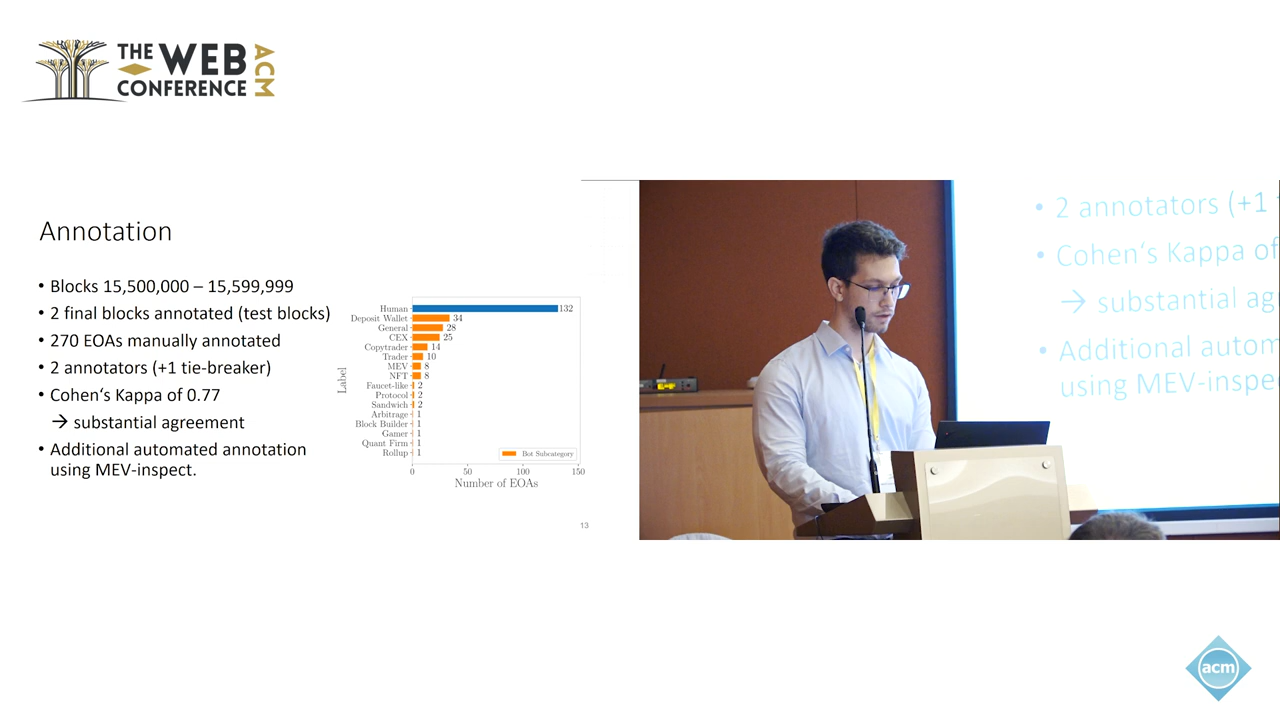 THE WEB
CONFERENCE
ACM
Annotation
• Blocks 15,500,000 – 15,599,999
• 2 final blocks annotated (test blocks)
• 270 EOAs manually annotated
• 2 annotators (+1 tie-breaker)
• Cohen‘s Kappa of 0.77
→ substantial agreement
• Additional automated annotation
using MEV-inspect.
Label
Human 132
Deposit Wallet 34
General 28
CEX 25
Copytrader 14
Trader 10
MEV 8
NFT 8
Faucet-like 2
Protocol 2
Sandwich 2
Arbitrage 1
Block Builder 1
Gamer 1
Quant Firm 1
Rollup 1
Bot Subcategory
0 50 100 150
Number of EOAs
13
• 2 annotators (+1
• Cohen‘s Kappa of
→ substantial ag
• Additional autom
using MEV-inspe
acm